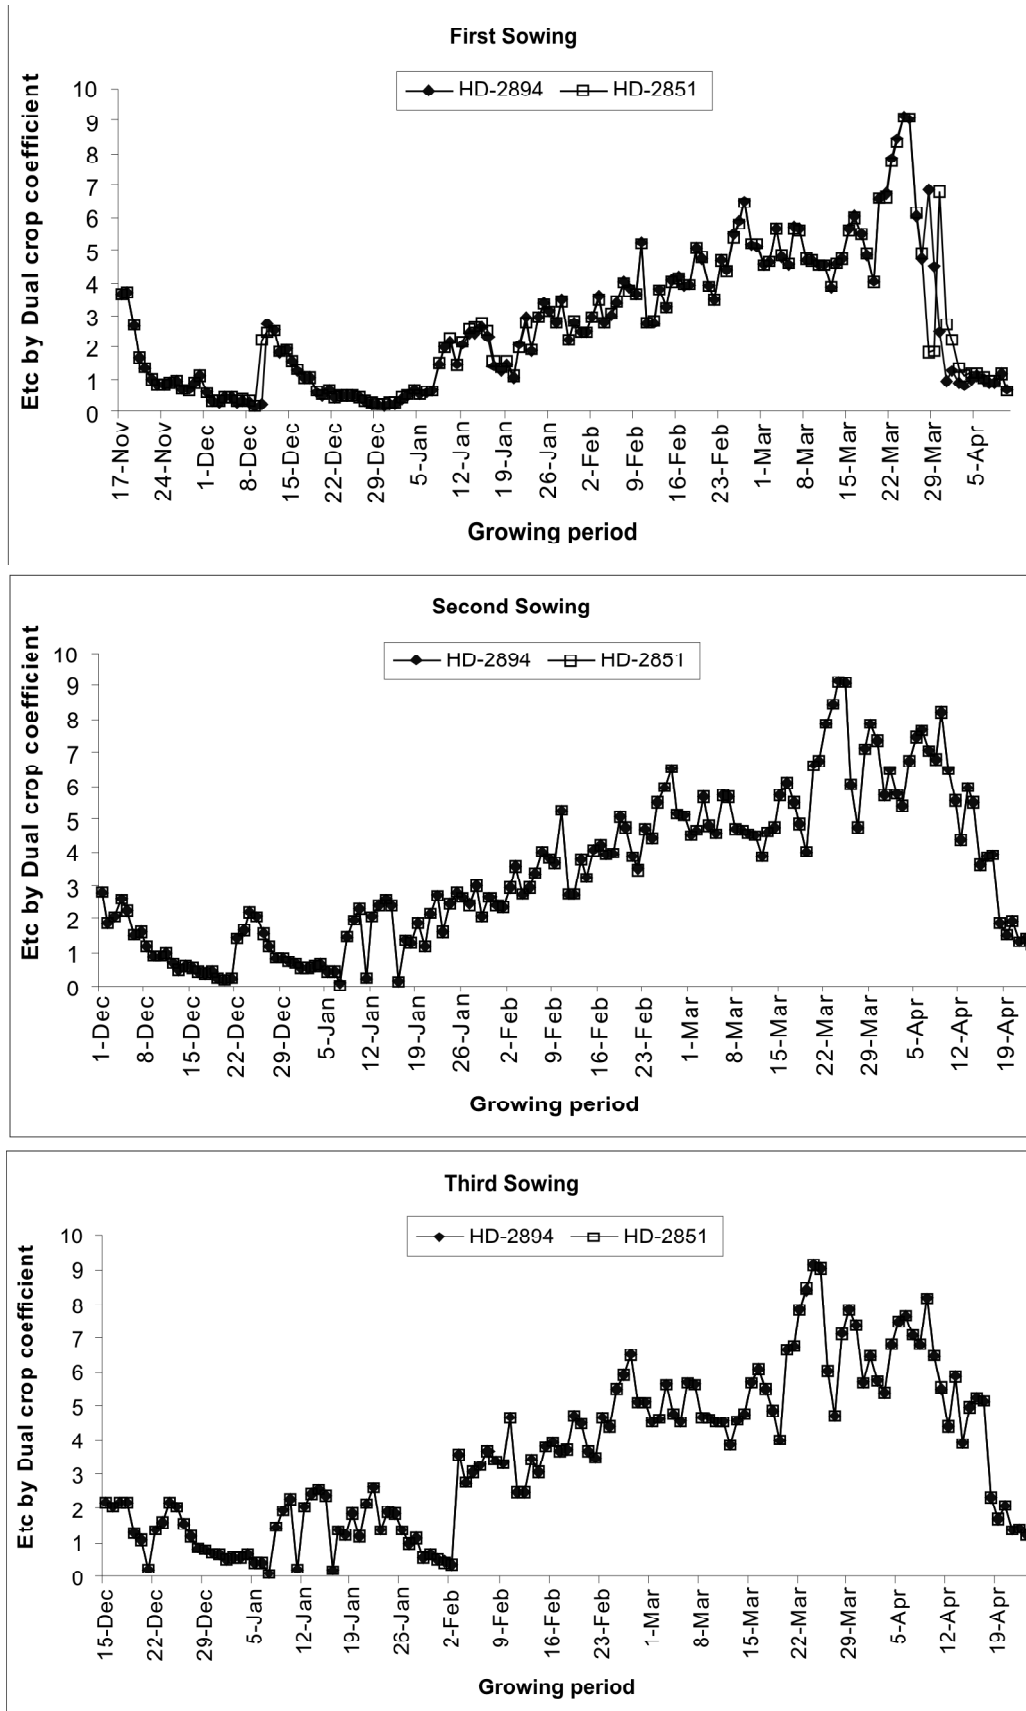 First Sowing
HD-2894 HD-2851
Etc by Dual crop coefficient
10
9
8
7
6
5
4
3
2
1
0
17-Nov 24-Nov 1-Dec 8-Dec 15-Dec 22-Dec 29-Dec 5-Jan 12-Jan 19-Jan 26-Jan 2-Feb 9-Feb 16-Feb 23-Feb 1-Mar 8-Mar 15-Mar 22-Mar 29-Mar 5-Apr
Growing period
Second Sowing
HD-2894 HD-2851
Etc by Dual crop coefficient
10
9
8
7
6
5
4
3
2
1
0
1-Dec 8-Dec 15-Dec 22-Dec 29-Dec 5-Jan 12-Jan 19-Jan 26-Jan 2-Feb 9-Feb 16-Feb 23-Feb 1-Mar 8-Mar 15-Mar 22-Mar 29-Mar 5-Apr 12-Apr 19-Apr
Growing period
Third Sowing
HD-2894 HD-2851
Etc by Dual crop coefficient
10
9
8
7
6
5
4
3
2
1
0
15-Dec 22-Dec 29-Dec 5-Jan 12-Jan 19-Jan 26-Jan 2-Feb 9-Feb 16-Feb 23-Feb 1-Mar 8-Mar 15-Mar 22-Mar 29-Mar 5-Apr 12-Apr 19-Apr
Growing period